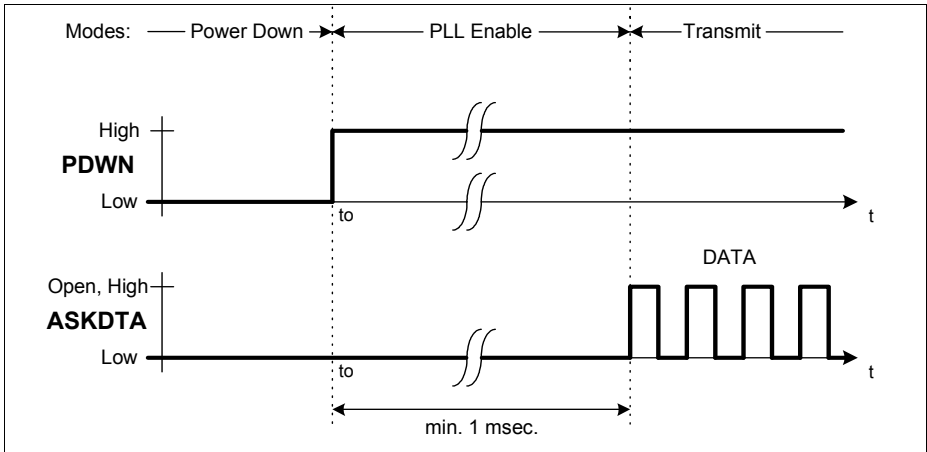 Modes: Power Down PLL Enable Transmit
High
PDWN
Low
to
t
DATA
Open, High
ASKDTA
Low
to
t
min. 1 msec.